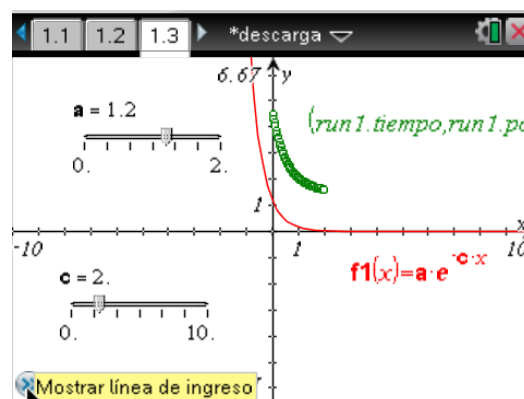 1.1 1.2 1.3 *descarga
6.67 y
a = 1.2
(run1.tiempo,run1.po
0. 2.
1
x
-10 1 10
f1(x)=a·e^-c·x
c = 2.
0. 10.
Mostrar línea de ingreso